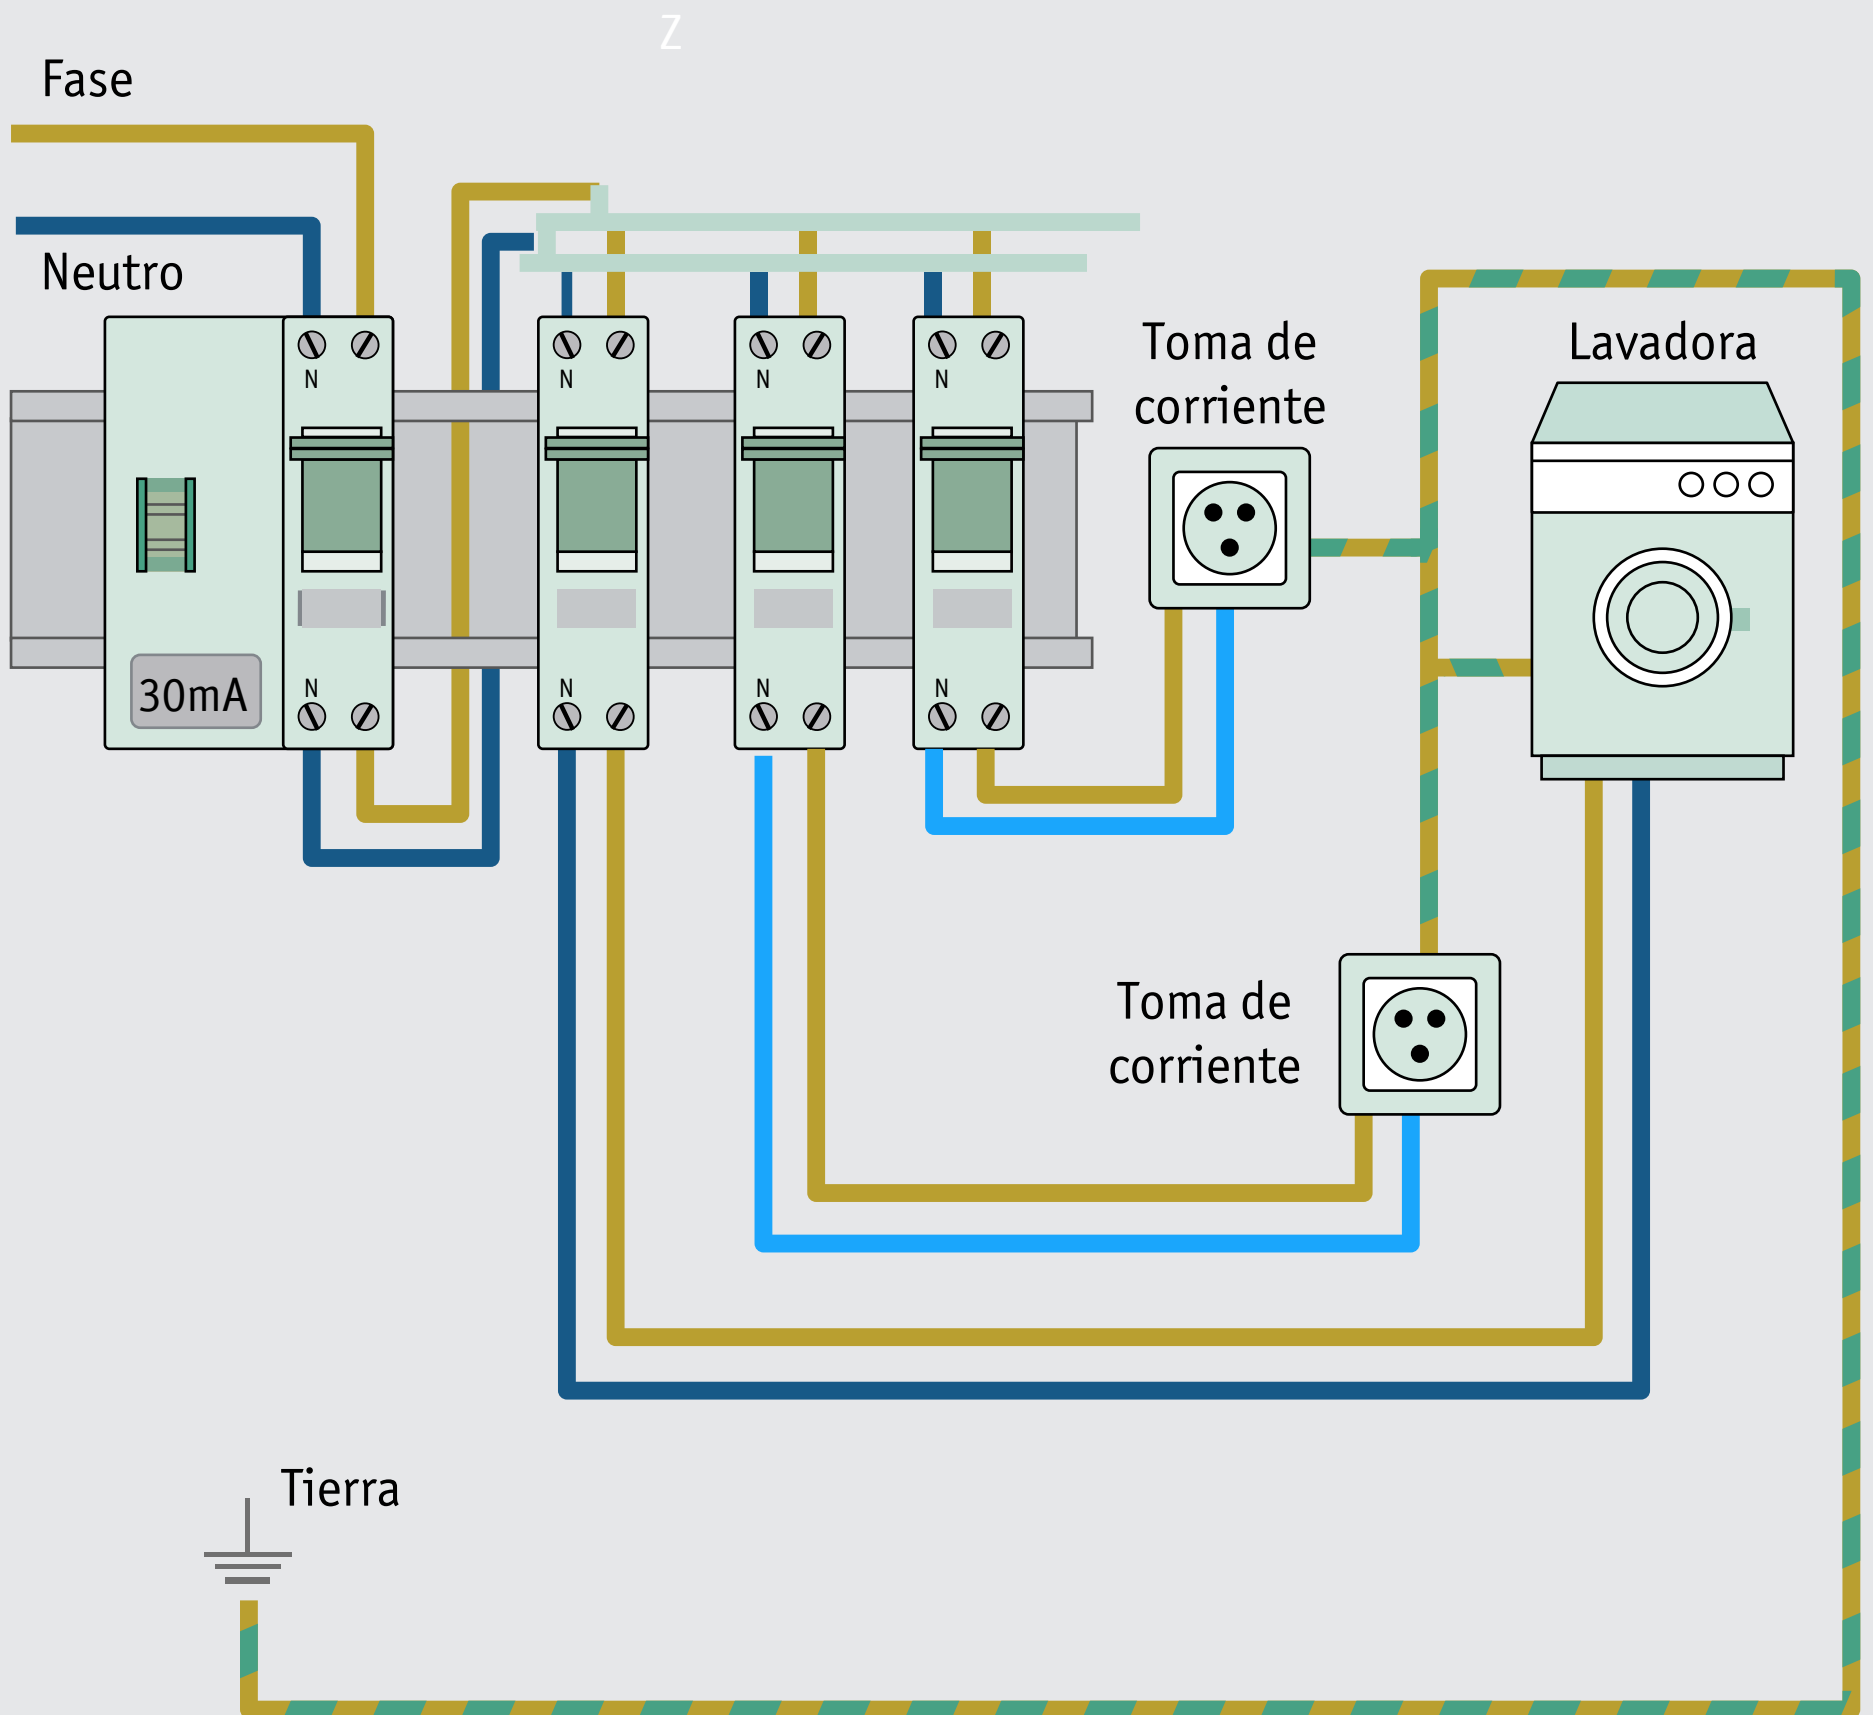 Z
Fase
Neutro
Toma de
corriente
Lavadora
N
N
N
N
30mA
N
N
N
N
Toma de
corriente
Tierra